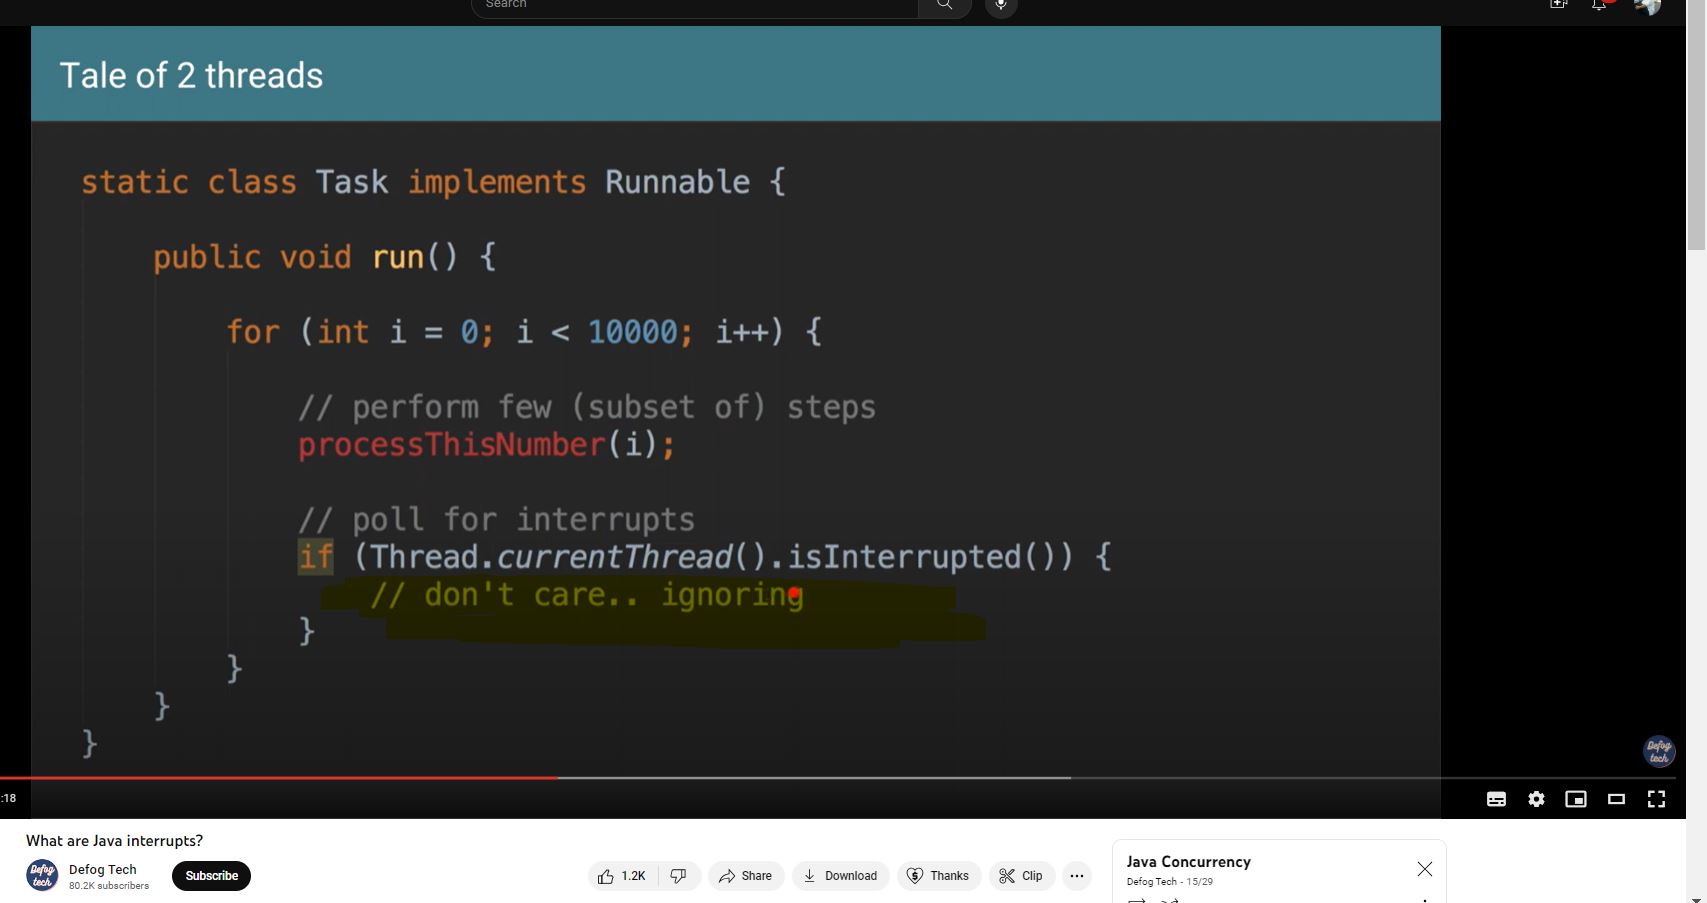 Search
Tale of 2 threads
static class Task implements Runnable {
public void run() {
for (int i = 0; i < 10000; i++) {
// perform few (subset of) steps
processThisNumber(i);
// poll for interrupts
if (Thread.currentThread().isInterrupted()) {
// don't care.. ignoring
}
}
}
}
Defog tech
:18
What are Java interrupts?
Defog tech
Defog Tech
80.2K subscribers
Subscribe
1.2K
Share
Download
Thanks
Clip
Java Concurrency
Defog Tech - 15/29